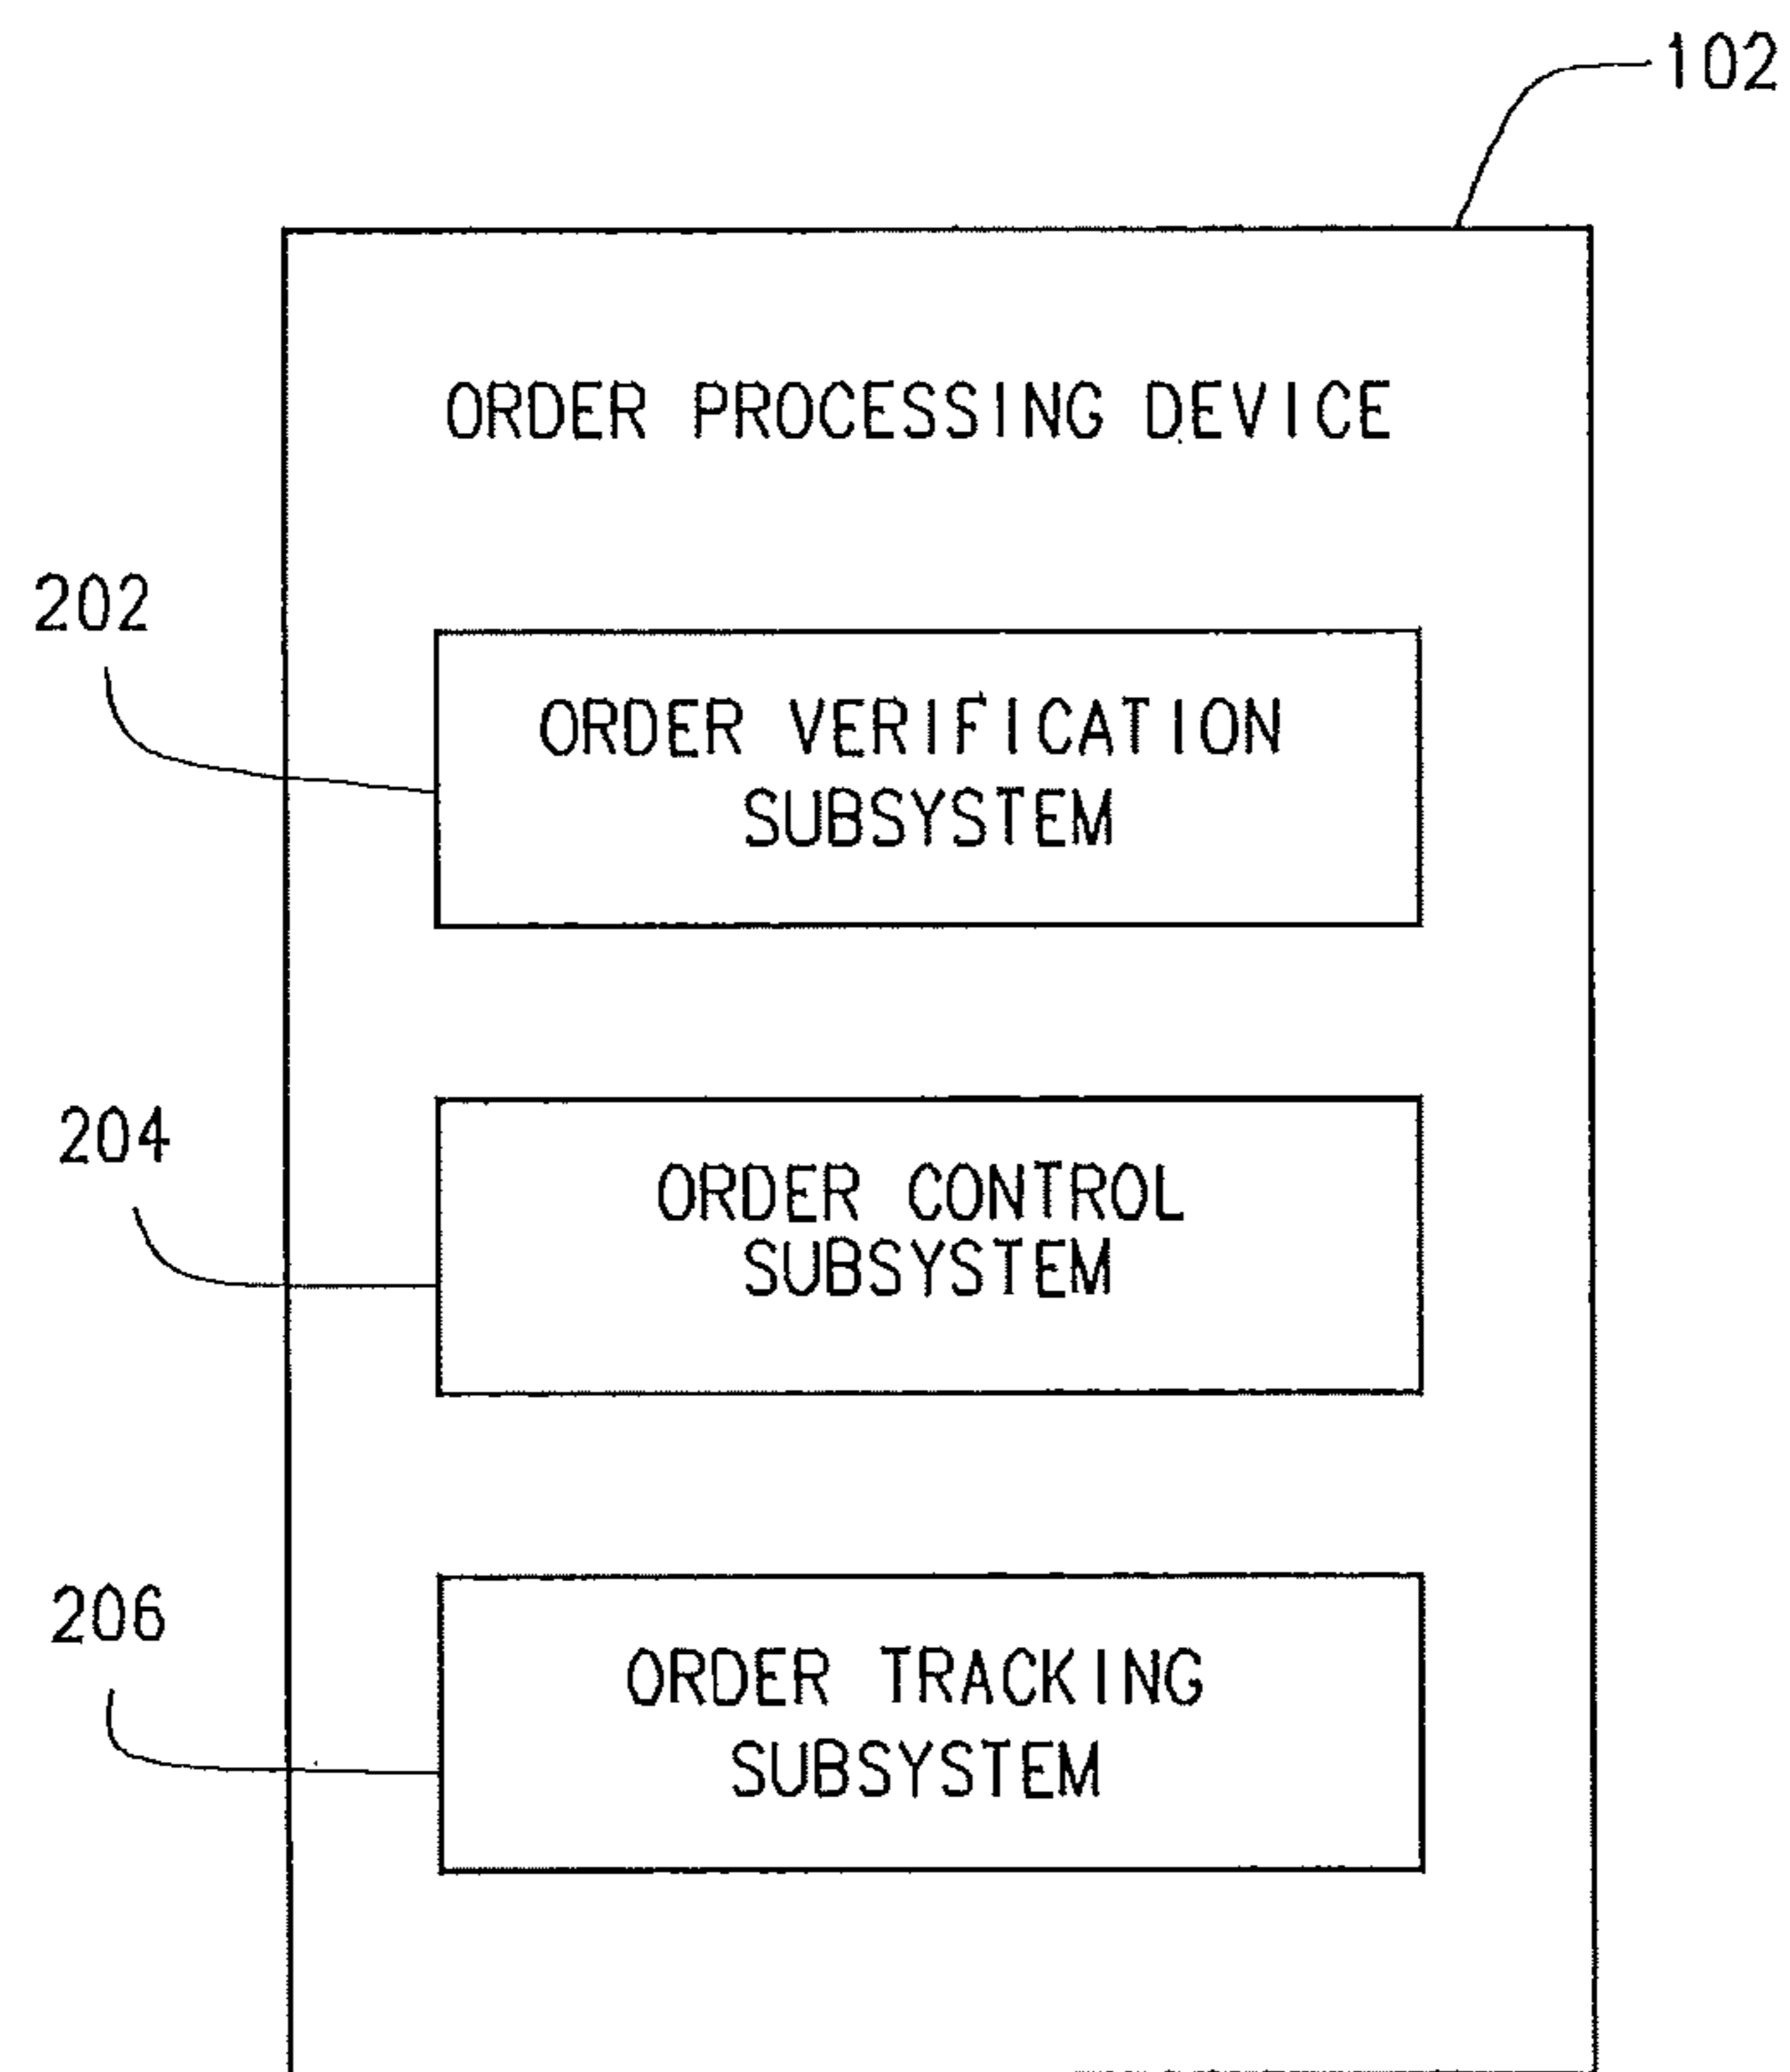 102
ORDER PROCESSING DEVICE
202
ORDER VERIFICATION
SUBSYSTEM
204
ORDER CONTROL
SUBSYSTEM
206
ORDER TRACKING
SUBSYSTEM